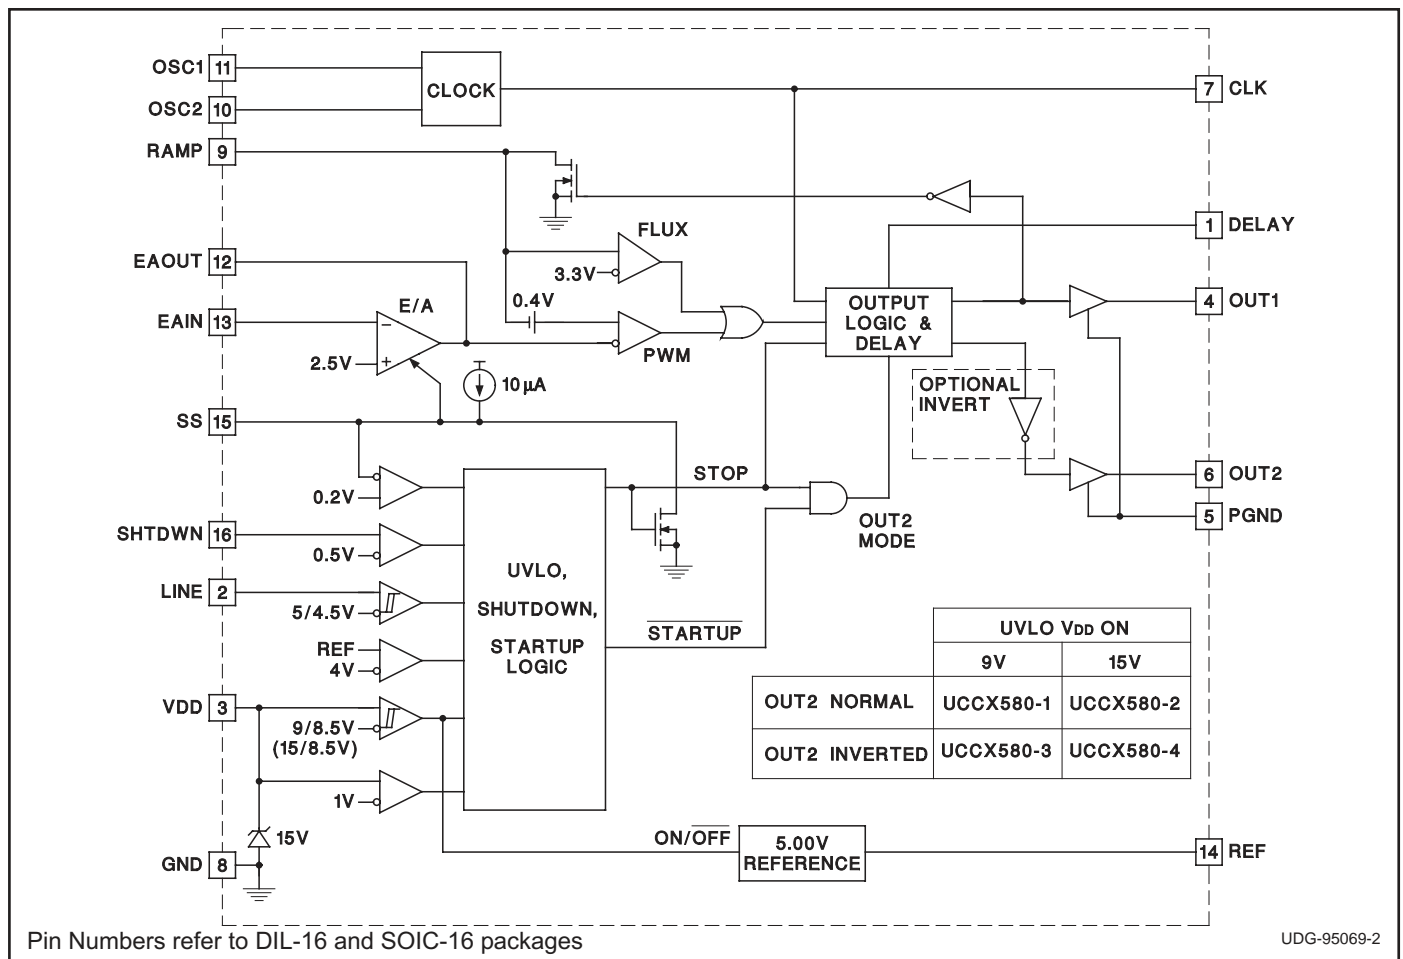 OSC1 11
CLOCK
7 CLK
OSC2 10
RAMP 9
1 DELAY
FLUX
3.3V
EAOUT 12
0.4V
E/A
EAIN 13
−
+
2.5V
PWM
OUTPUT
LOGIC &
DELAY
4 OUT1
10 µA
OPTIONAL
INVERT
SS 15
STOP
6 OUT2
0.2V
5 PGND
SHTDWN 16
0.5V
OUT2
MODE
LINE 2
5/4.5V
UVLO,
SHUTDOWN,
STARTUP
LOGIC
STARTUP
REF
4V
VDD 3
9/8.5V
(15/8.5V)
1V
15V
GND 8
UVLO VDD ON
9V 15V
OUT2 NORMAL UCCX580-1 UCCX580-2
OUT2 INVERTED UCCX580-3 UCCX580-4
ON/OFF
5.00V
REFERENCE
14 REF
Pin Numbers refer to DIL-16 and SOIC-16 packages
UDG-95069-2